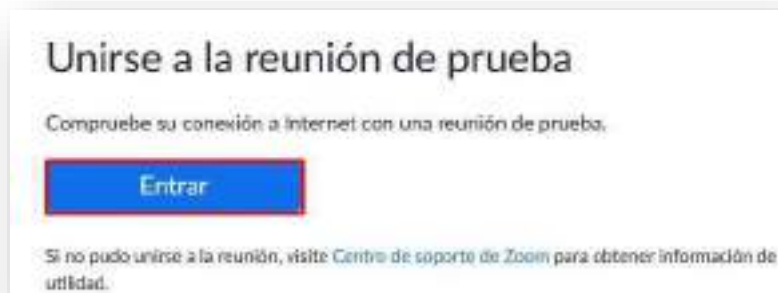 Unirse a la reunión de prueba
Compruebe su conexión a Internet con una reunión de prueba.
Entrar
Si no pudo unirse a la reunión, visite Centro de soporte de Zoom para obtener información de
utilidad.